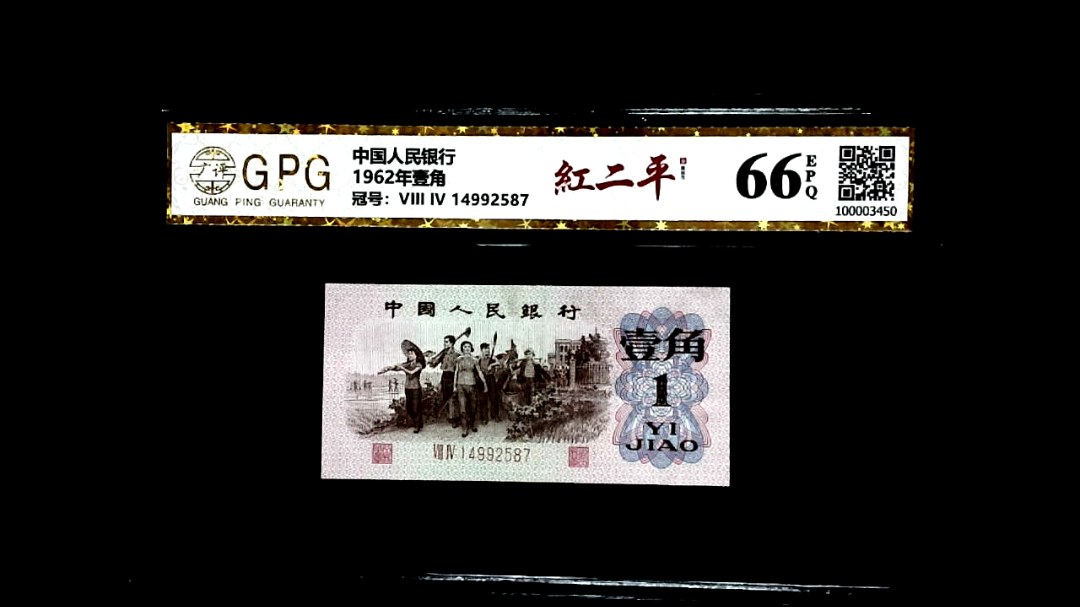 GPG
GUANG PING GUARANTY
中国人民银行
1962年壹角
冠号: VIII IV 14992587
紅二平
66
EPQ
100003450
中國人民銀行
壹角
1
YI
JIAO
VIII IV 14992587